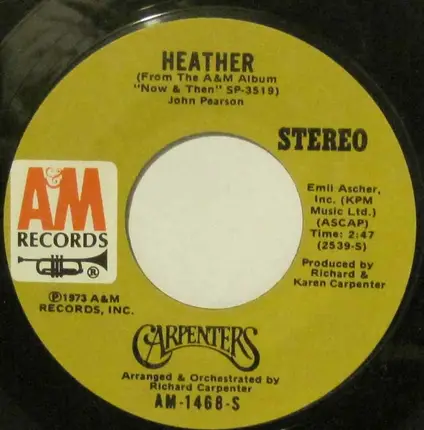 HEATHER
(From The A&M Album
"Now & Then" SP-3519)
John Pearson
STEREO
A&M
RECORDS
®
Emil Ascher,
Inc. (KPM
Music Ltd.)
(ASCAP)
Time: 2:47
(2539-S)
Produced by
Richard &
Karen Carpenter
℗1973 A&M
RECORDS, INC.
CARPENTERS
Arranged & Orchestrated by
Richard Carpenter
AM-1468-S